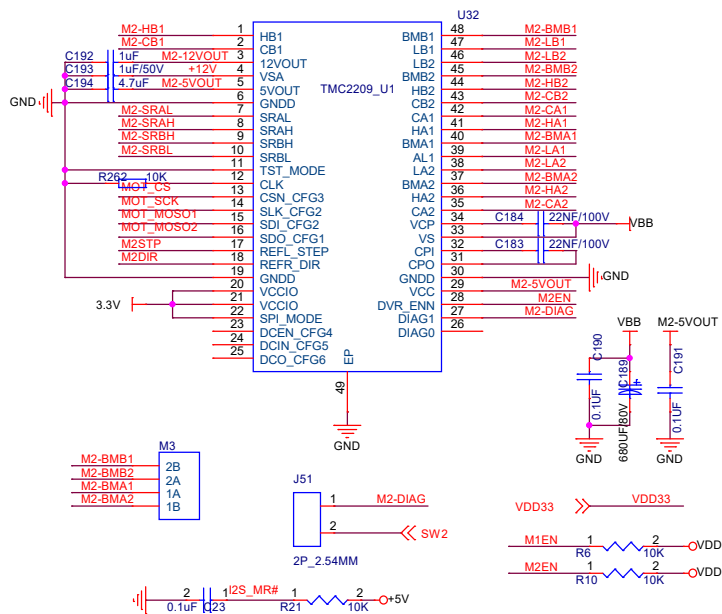 U32
TMC2209_U1
M2-HB1 1 HB1
M2-CB1 2 CB1
C192 1uF M2-12VOUT 3 12VOUT
C193 1uF/50V +12V 4 VSA
C194 4.7uF M2-5VOUT 5 5VOUT
GND 6 GNDD
M2-SRAL 7 SRAL
M2-SRAH 8 SRAH
M2-SRBH 9 SRBH
M2-SRBL 10 SRBL
11 TST_MODE
R262 10K 12 CLK
MOT_CS 13 CSN_CFG3
MOT_SCK 14 SLK_CFG2
MOT_MOSO1 15 SDI_CFG2
MOT_MOSO2 16 SDO_CFG1
M2STP 17 REFL_STEP
M2DIR 18 REFR_DIR
19 GNDD
20 VCCIO
3.3V 21 VCCIO
22 SPI_MODE
23 DCEN_CFG4
24 DCIN_CFG5
25 DCO_CFG6
BMB1 48 M2-BMB1
LB1 47 M2-LB1
LB2 46 M2-LB2
BMB2 45 M2-BMB2
HB2 44 M2-HB2
CB2 43 M2-CB2
CA1 42 M2-CA1
HA1 41 M2-HA1
BMA1 40 M2-BMA1
AL1 39 M2-LA1
LA2 38 M2-LA2
BMA2 37 M2-BMA2
HA2 36 M2-HA2
CA2 35 M2-CA2
VCP 34 C184 22NF/100V VBB
VS 33
CPI 32 C183 22NF/100V
CPO 31
GNDD 30 GND
VCC 29 M2-5VOUT
DVR_ENN 28 M2EN
DIAG1 27 M2-DIAG
DIAG0 26
EP
49
GND
VBB M2-5VOUT
C190 C189 C191
0.1UF 680UF/80V 0.1UF
GND GND
M3
M2-BMB1 2B
M2-BMB2 2A
M2-BMA1 1A
M2-BMA2 1B
J51
1 M2-DIAG
2 SW2
2P_2.54MM
VDD33 VDD33
M1EN 1 2 VDD
R6 10K
M2EN 1 2 VDD
R10 10K
2 1 I2S_MR# 1 2 +5V
0.1uF C23 R21 10K